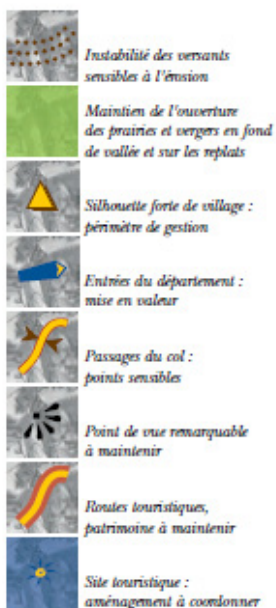 Instabilité des versants
sensibles à l'érosion
Maintien de l'ouverture
des prairies et vergers en fond
de vallée et sur les replats
Silhouette forte de village :
périmètre de gestion
Entrées du département :
mise en valeur
Passages du col :
points sensibles
Point de vue remarquable
à maintenir
Routes touristiques,
patrimoine à maintenir
Site touristique :
aménagement à coordonner